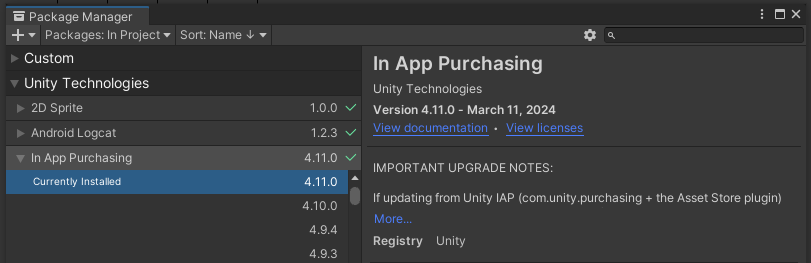 Package Manager
Packages: In Project
Sort: Name ↓
Custom
Unity Technologies
2D Sprite 1.0.0
Android Logcat 1.2.3
In App Purchasing 4.11.0
Currently Installed 4.11.0
4.10.0
4.9.4
4.9.3
In App Purchasing
Unity Technologies
Version 4.11.0 - March 11, 2024
View documentation • View licenses
IMPORTANT UPGRADE NOTES:
If updating from Unity IAP (com.unity.purchasing + the Asset Store plugin)
More...
Registry Unity